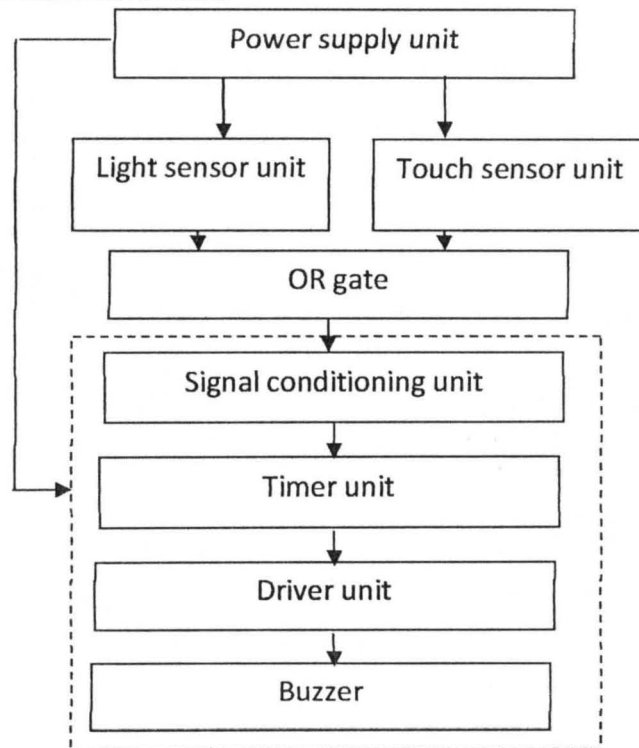 Power supply unit
Light sensor unit
Touch sensor unit
OR gate
Signal conditioning unit
Timer unit
Driver unit
Buzzer